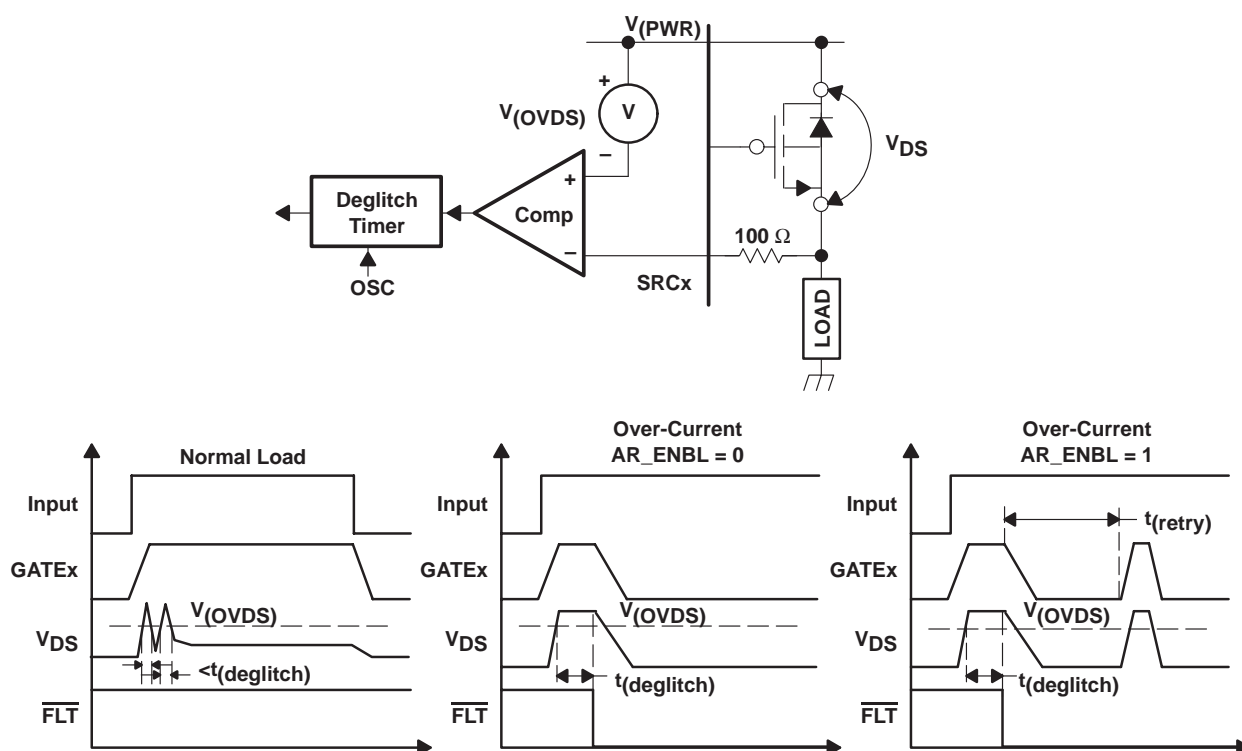 V(PWR)
+
V(OVDS)
V
–
VDS
+
Deglitch
Timer
Comp
100 Ω
–
OSC
SRCx
LOAD
Normal Load
Input
GATEx
V(OVDS)
VDS
<t(deglitch)
FLT
Over-Current
AR_ENBL = 0
Input
GATEx
V(OVDS)
VDS
t(deglitch)
FLT
Over-Current
AR_ENBL = 1
Input
t(retry)
GATEx
V(OVDS)
VDS
t(deglitch)
FLT